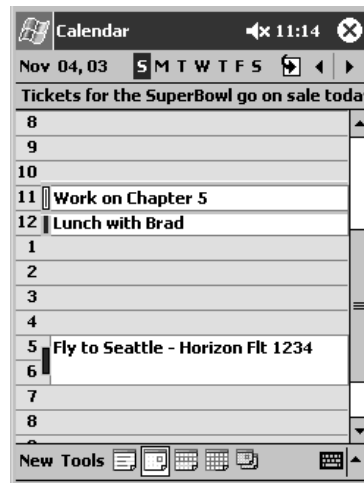 Calendar 11:14
Nov 04, 03 S M T W T F S
Tickets for the SuperBowl go on sale toda
8
9
10
11 Work on Chapter 5
12 Lunch with Brad
1
2
3
4
5 Fly to Seattle - Horizon Flt 1234
6
7
8
New Tools